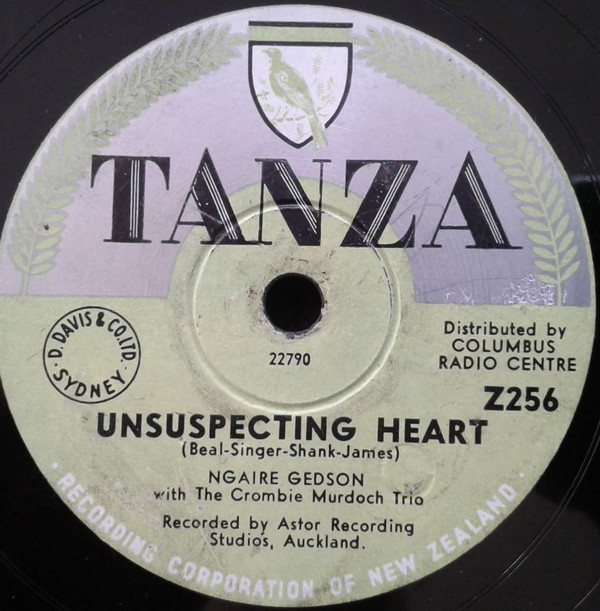 TANZA
D. DAVIS & CO. LTD. · SYDNEY ·
Distributed by
COLUMBUS
RADIO CENTRE
22790
Z256
UNSUSPECTING HEART
(Beal-Singer-Shank-James)
NGAIRE GEDSON
with The Crombie Murdoch Trio
Recorded by Astor Recording
Studios, Auckland.
· RECORDING CORPORATION OF NEW ZEALAND ·